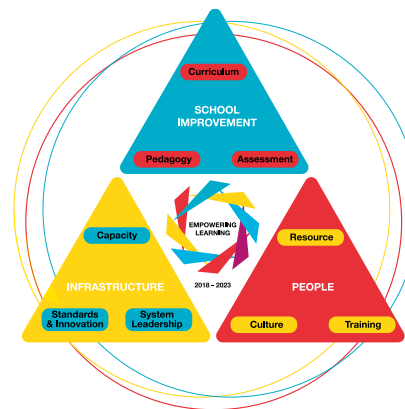 Curriculum
SCHOOL
IMPROVEMENT
Pedagogy
Assessment
EMPOWERING
LEARNING
2018 – 2023
Capacity
INFRASTRUCTURE
Standards
& Innovation
System
Leadership
Resource
PEOPLE
Culture
Training